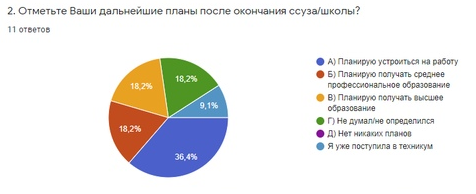 2. Отметьте Ваши дальнейшие планы после окончания ссуза/школы?
11 ответов
18,2%
18,2%
9,1%
18,2%
36,4%
А) Планирую устроиться на работу
Б) Планирую получать среднее
профессиональное образование
В) Планирую получать высшее
образование
Г) Не думал/не определился
Д) Нет никаких планов
Я уже поступила в техникум